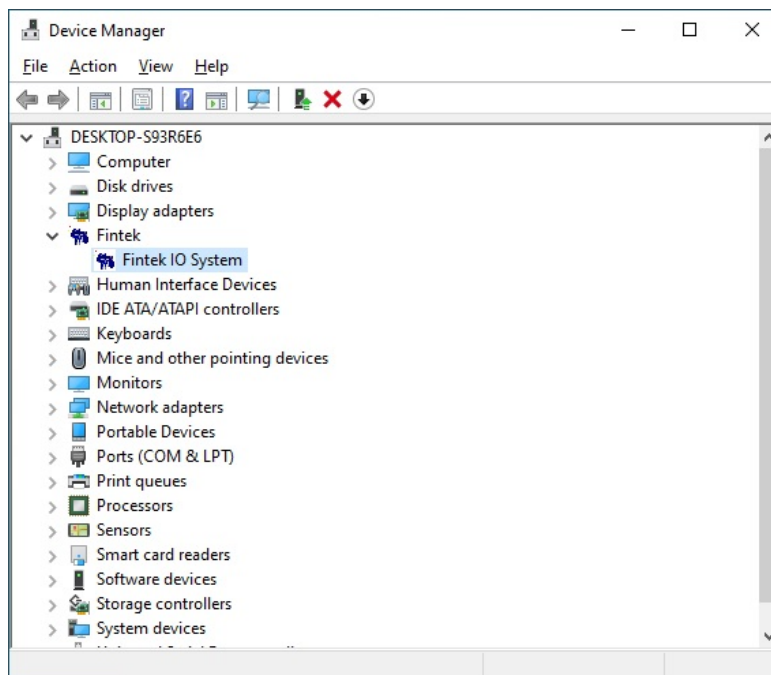 Device Manager
File Action View Help
DESKTOP-S93R6E6
Computer
Disk drives
Display adapters
Fintek
Fintek IO System
Human Interface Devices
IDE ATA/ATAPI controllers
Keyboards
Mice and other pointing devices
Monitors
Network adapters
Portable Devices
Ports (COM & LPT)
Print queues
Processors
Sensors
Smart card readers
Software devices
Storage controllers
System devices